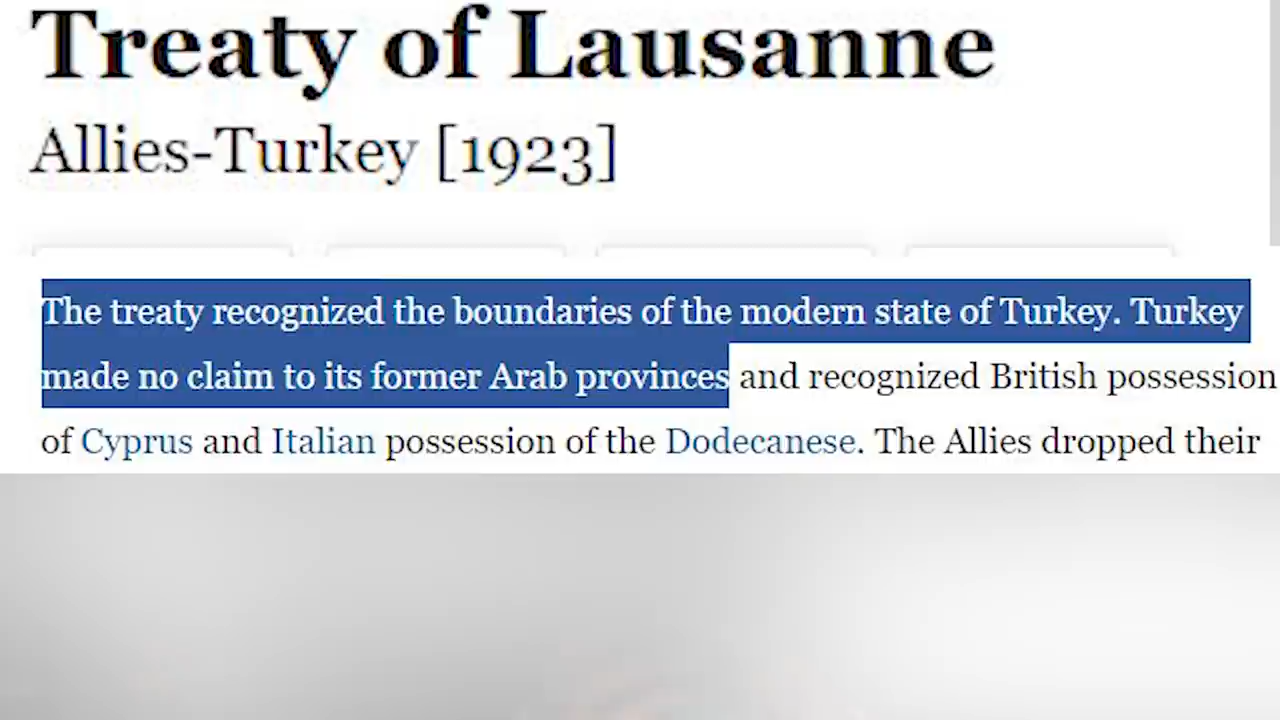 Treaty of Lausanne
Allies-Turkey [1923]
The treaty recognized the boundaries of the modern state of Turkey. Turkey
made no claim to its former Arab provinces and recognized British possession
of Cyprus and Italian possession of the Dodecanese. The Allies dropped their